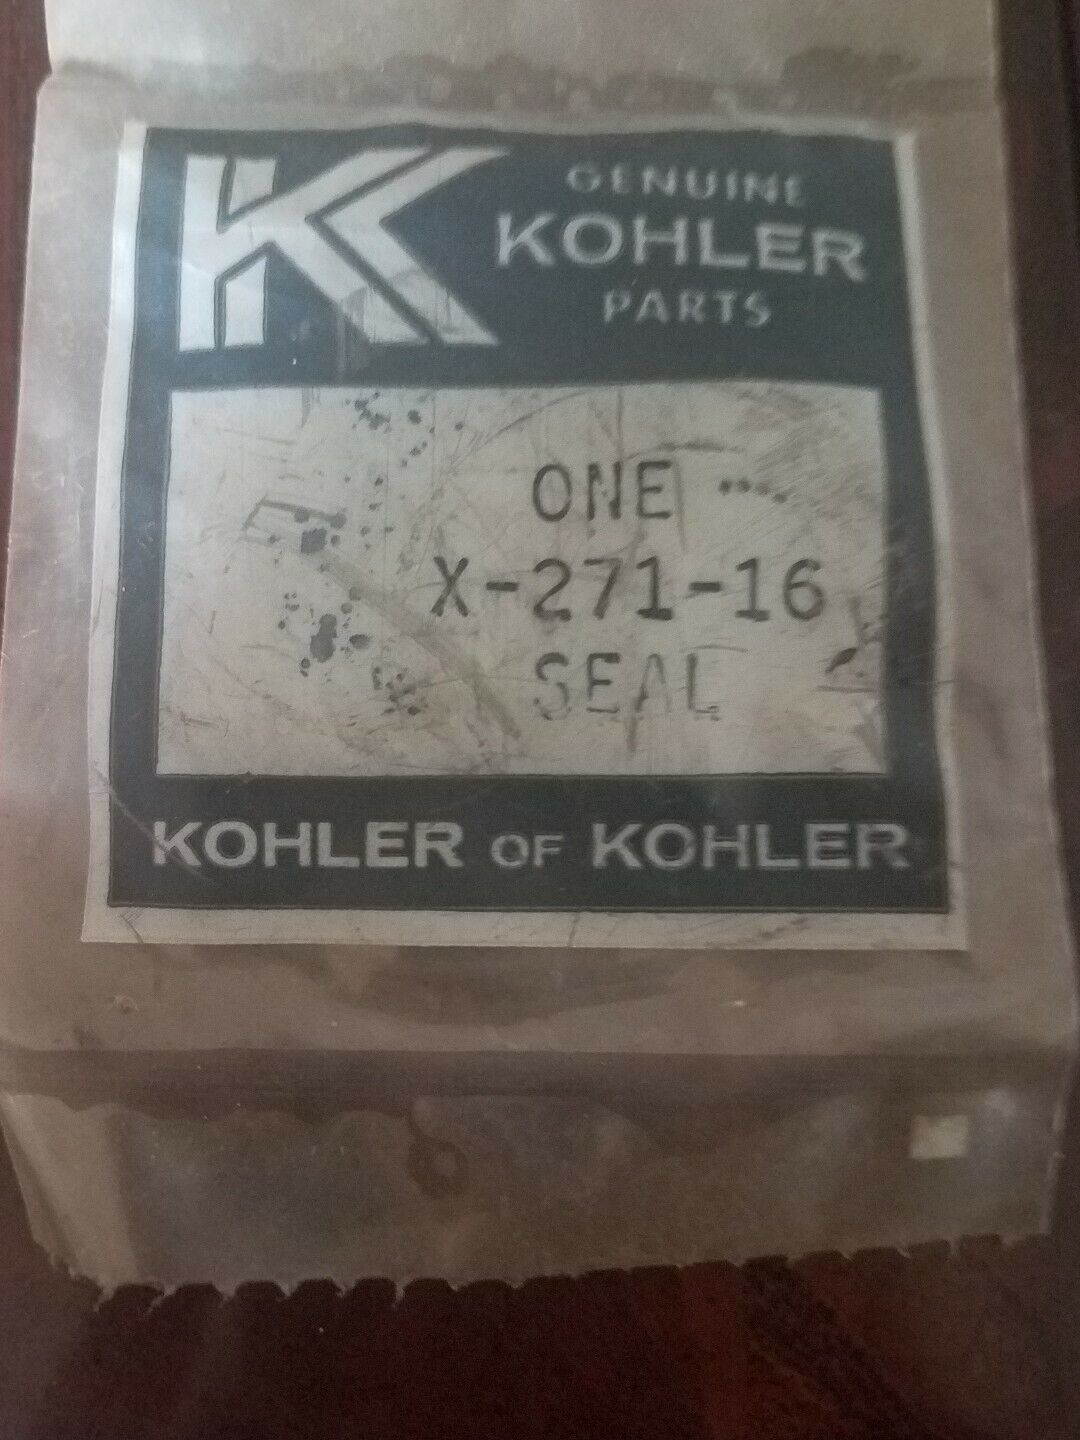 K
GENUINE
KOHLER
PARTS
ONE
X-271-16
SEAL
KOHLER OF KOHLER